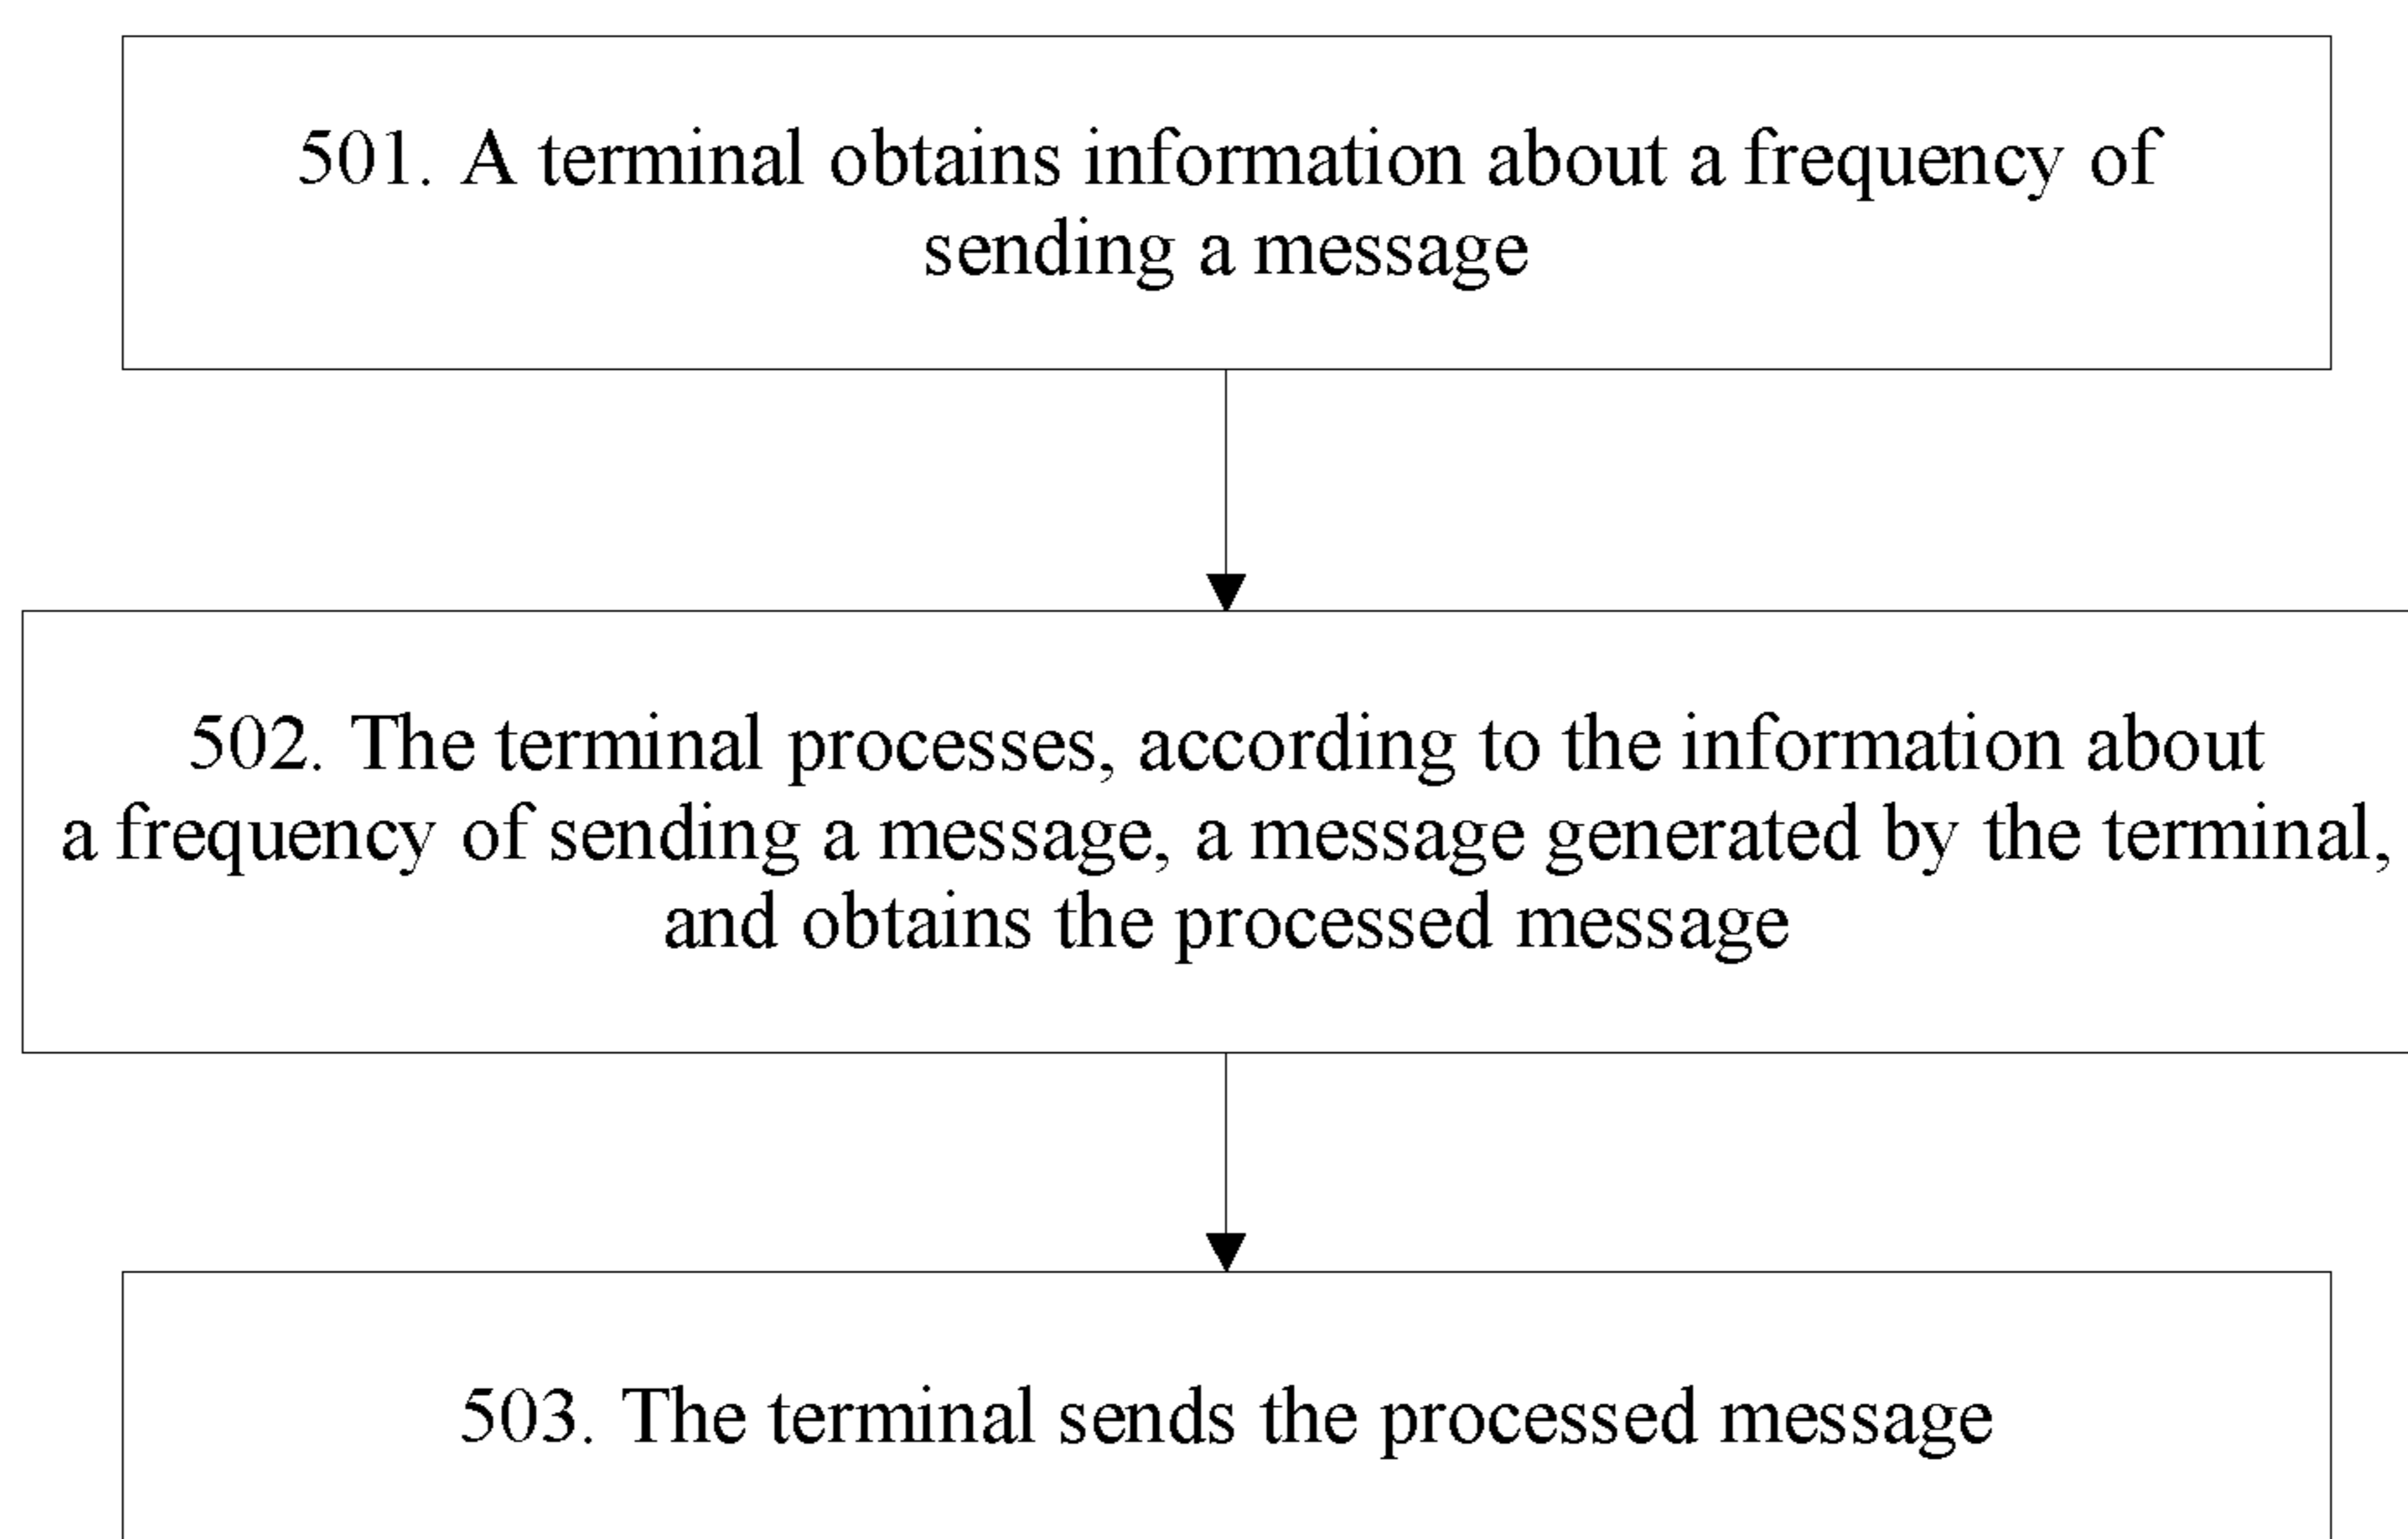 501. A terminal obtains information about a frequency of
sending a message
502. The terminal processes, according to the information about
a frequency of sending a message, a message generated by the terminal,
and obtains the processed message
503. The terminal sends the processed message